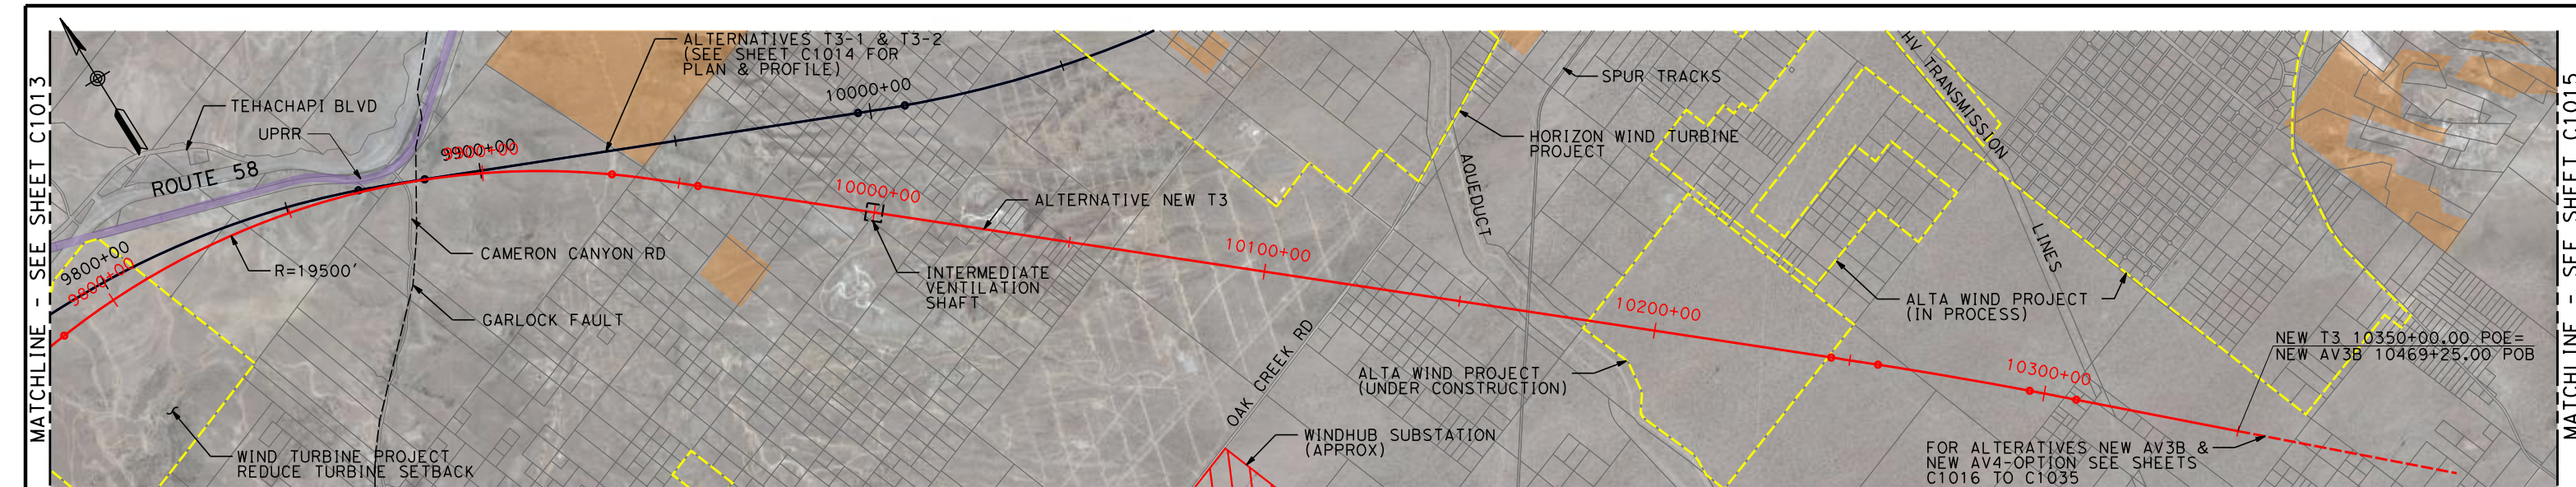 MATCHLINE - SEE SHEET C1013
TEHACHAPI BLVD
UPRR
ROUTE 58
9800+00
9800+00
R=19500'
WIND TURBINE PROJECT
REDUCE TURBINE SETBACK
9900+00
9900+00
CAMERON CANYON RD
GARLOCK FAULT
ALTERNATIVES T3-1 & T3-2
(SEE SHEET C1014 FOR
PLAN & PROFILE)
10000+00
10000+00
ALTERNATIVE NEW T3
INTERMEDIATE
VENTILATION
SHAFT
10100+00
OAK CREEK RD
WINDHUB SUBSTATION
(APPROX)
AQUEDUCT
SPUR TRACKS
HORIZON WIND TURBINE
PROJECT
ALTA WIND PROJECT
(UNDER CONSTRUCTION)
10200+00
HV TRANSMISSION
LINES
ALTA WIND PROJECT
(IN PROCESS)
10300+00
NEW T3 10350+00.00 POE=
NEW AV3B 10469+25.00 POB
FOR ALTERATIVES NEW AV3B &
NEW AV4-OPTION SEE SHEETS
C1016 TO C1035
MATCHLINE - SEE SHEET C1015